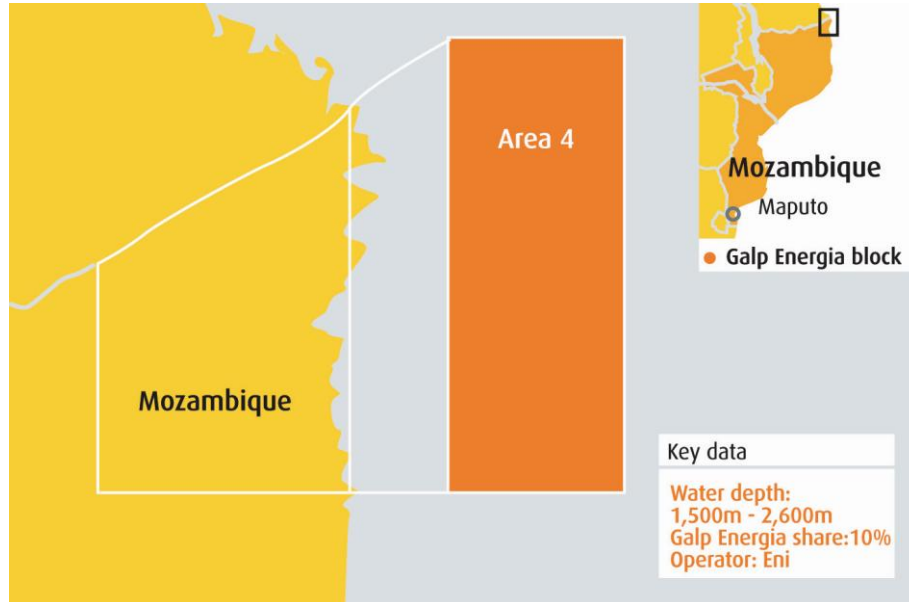 Area 4
Mozambique
Mozambique
Maputo
Galp Energia block
Key data
Water depth:
1,500m - 2,600m
Galp Energia share:10%
Operator: Eni